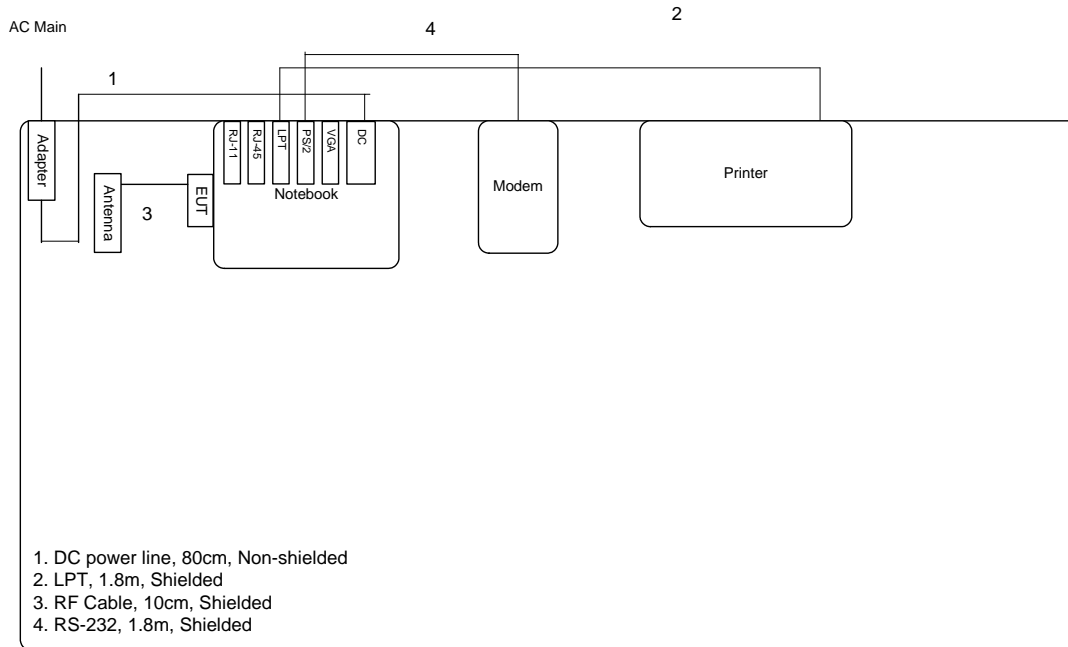 2
AC Main
4
1
Adapter
Antenna
3
EUT
RJ-11
RJ-45
LPT
PS/2
VGA
DC
Notebook
Modem
Printer
1. DC power line, 80cm, Non-shielded
2. LPT, 1.8m, Shielded
3. RF Cable, 10cm, Shielded
4. RS-232, 1.8m, Shielded